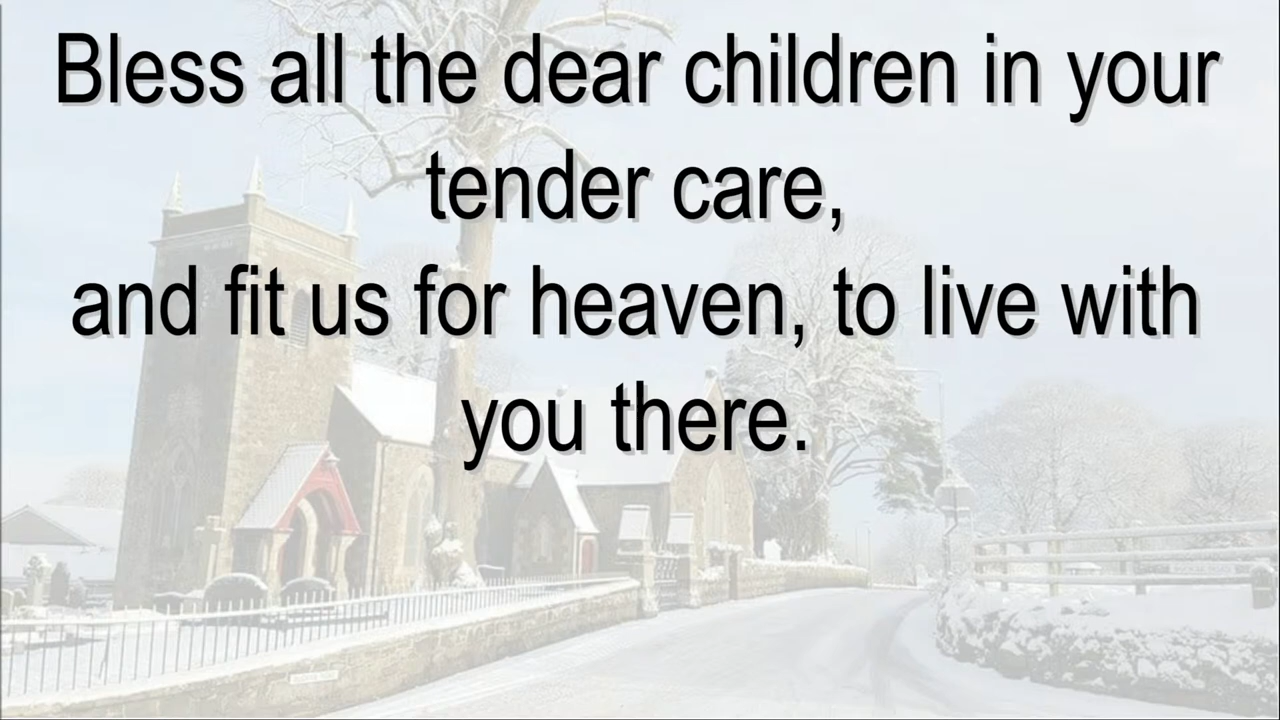 Bless all the dear children in your
tender care,
and fit us for heaven, to live with
you there.